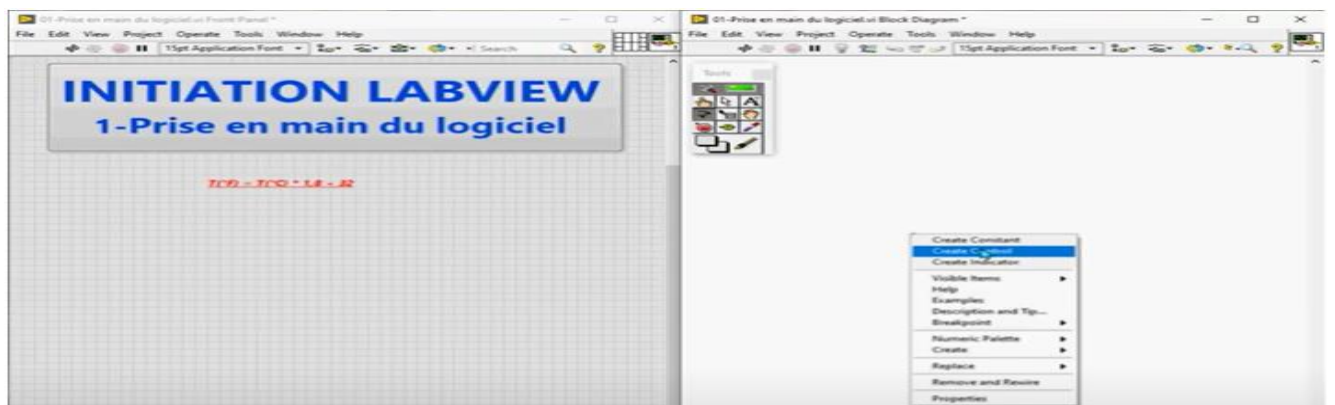 01-Prise en main du logiciel.vi Front Panel *
File Edit View Project Operate Tools Window Help
15pt Application Font Search
INITIATION LABVIEW
1-Prise en main du logiciel
T(°F) = T(°C) * 1.8 + 32
01-Prise en main du logiciel.vi Block Diagram *
File Edit View Project Operate Tools Window Help
15pt Application Font
Tools
Create Constant
Create Control
Create Indicator
Visible Items
Help
Examples
Description and Tip...
Breakpoint
Numeric Palette
Create
Replace
Remove and Rewire
Properties